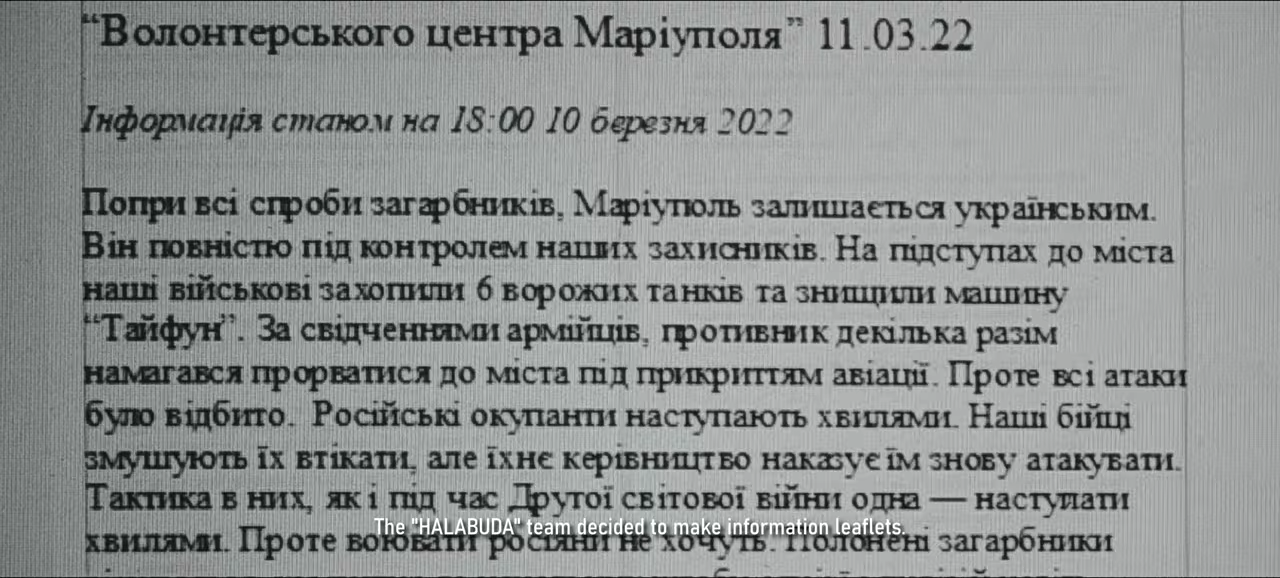 “Волонтерського центра Маріуполя” 11.03.22
Інформація станом на 18:00 10 березня 2022
Попри всі спроби загарбників, Маріуполь залишається українським.
Він повністю під контролем наших захисників. На підступах до міста
наші військові захопили 6 ворожих танків та знищили машину
“Тайфун”. За свідченнями армійців, противник декілька разім
намагався прорватися до міста під прикриттям авіації. Проте всі атаки
було відбито. Російські окупанти наступають хвилями. Наші бійці
змушують їх втікати, але їхнє керівництво наказує їм знову атакувати.
Тактика в них, як і під час Другої світової війни одна — наступати
The "HALABUDA" team decided to make information leaflets.
хвилями. Проте воювати росіяни не хочуть. Полонені загарбники